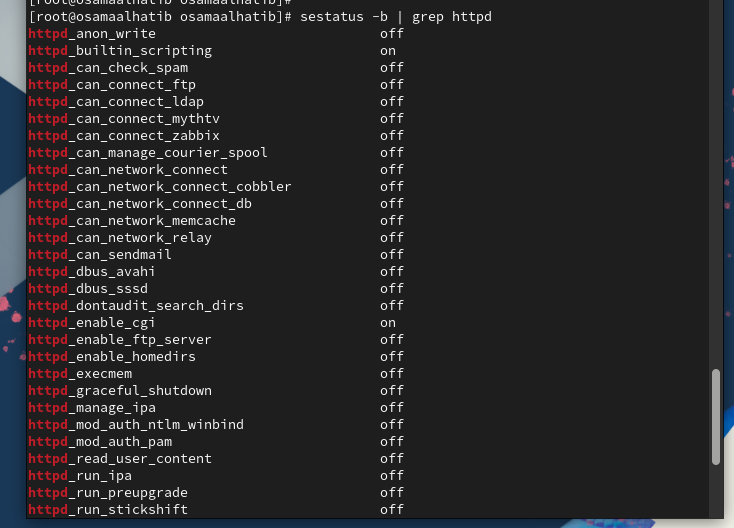 [root@osamaalhatib osamaalhatib]#
[root@osamaalhatib osamaalhatib]# sestatus -b | grep httpd
httpd_anon_write off
httpd_builtin_scripting on
httpd_can_check_spam off
httpd_can_connect_ftp off
httpd_can_connect_ldap off
httpd_can_connect_mythtv off
httpd_can_connect_zabbix off
httpd_can_manage_courier_spool off
httpd_can_network_connect off
httpd_can_network_connect_cobbler off
httpd_can_network_connect_db off
httpd_can_network_memcache off
httpd_can_network_relay off
httpd_can_sendmail off
httpd_dbus_avahi off
httpd_dbus_sssd off
httpd_dontaudit_search_dirs off
httpd_enable_cgi on
httpd_enable_ftp_server off
httpd_enable_homedirs off
httpd_execmem off
httpd_graceful_shutdown off
httpd_manage_ipa off
httpd_mod_auth_ntlm_winbind off
httpd_mod_auth_pam off
httpd_read_user_content off
httpd_run_ipa off
httpd_run_preupgrade off
httpd_run_stickshift off